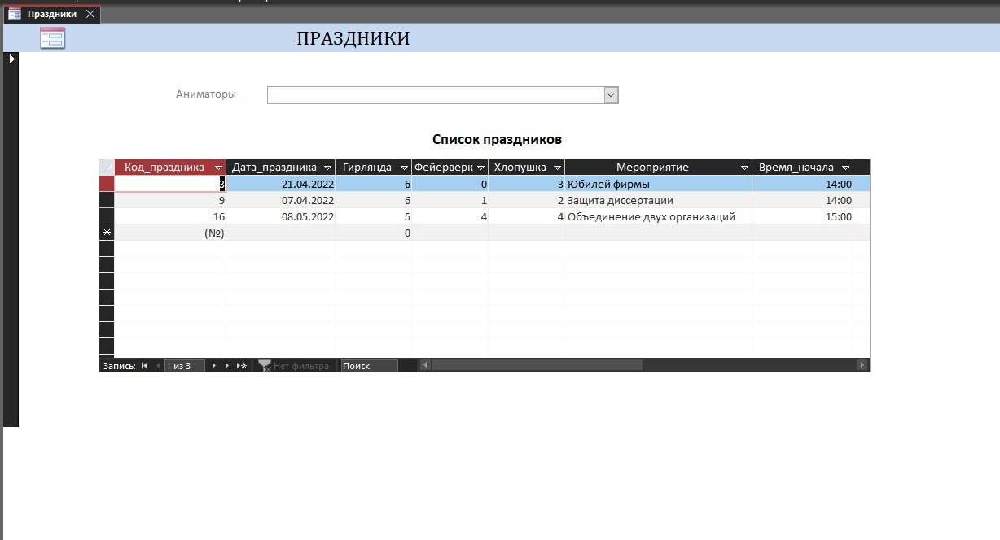 Праздники
ПРАЗДНИКИ
Аниматоры
Список праздников
Код_праздника Дата_праздника Гирлянда Фейерверк Хлопушка Мероприятие Время_начала
3 21.04.2022 6 0 3 Юбилей фирмы 14:00
9 07.04.2022 6 1 2 Защита диссертации 14:00
16 08.05.2022 5 4 4 Объединение двух организаций 15:00
(№) 0
Запись: 1 из 3 Нет фильтра Поиск